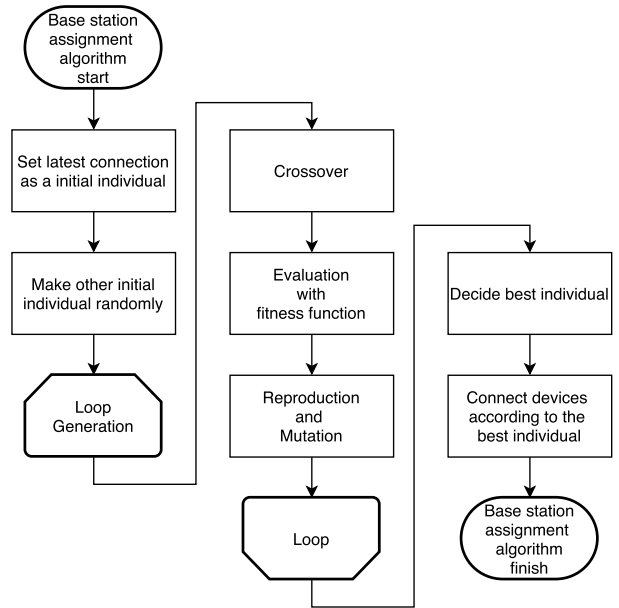 Base station
assignment
algorithm
start
Set latest connection
as a initial individual
Make other initial
individual randomly
Loop
Generation
Crossover
Evaluation
with
fitness function
Reproduction
and
Mutation
Loop
Decide best individual
Connect devices
according to the
best individual
Base station
assignment
algorithm
finish